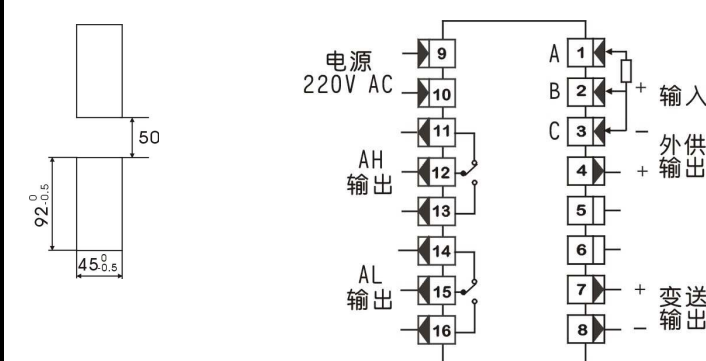 50
92 0 -0.5
45 0 -0.5
电源
220V AC
9
10
11
AH
输出
12
13
14
AL
输出
15
16
A 1
B 2 + 输入
C 3 −
外供
输出
4 +
5
6
7 + 变送
输出
8 −